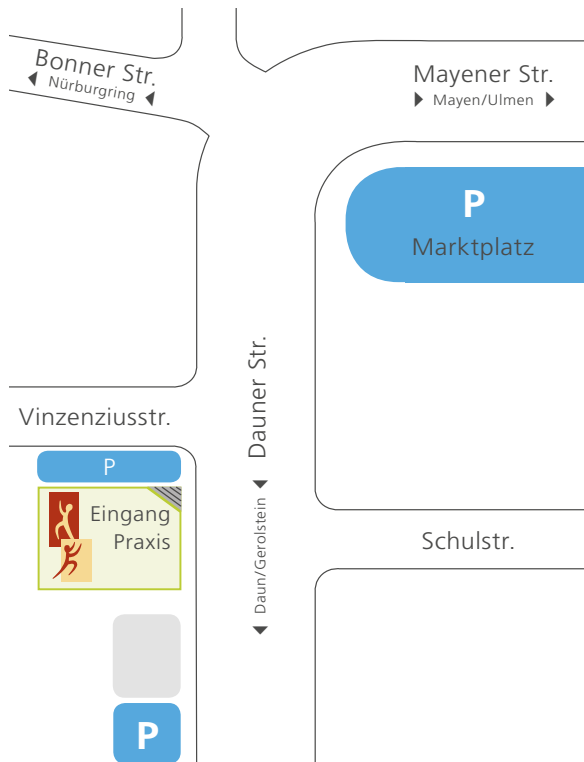 Bonner Str.
Nürburgring
Mayener Str.
Mayen/Ulmen
P
Marktplatz
Dauner Str.
Daun/Gerolstein
Vinzenziusstr.
P
Eingang
Praxis
Schulstr.
P